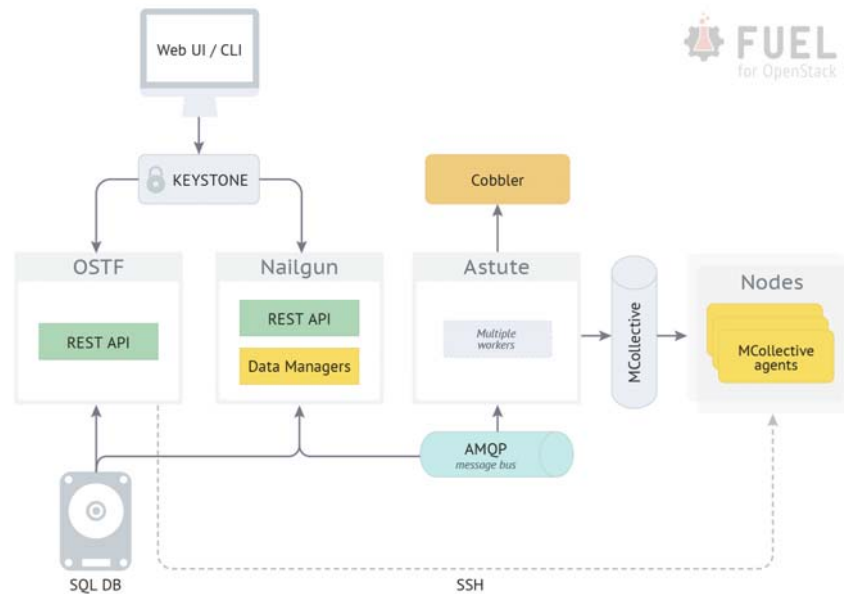 Web UI / CLI
FUEL
for OpenStack
KEYSTONE
Cobbler
OSTF
Nailgun
Astute
Nodes
REST API
REST API
Data Managers
Multiple
workers
MCollective
MCollective
agents
AMQP
message bus
SQL DB
SSH